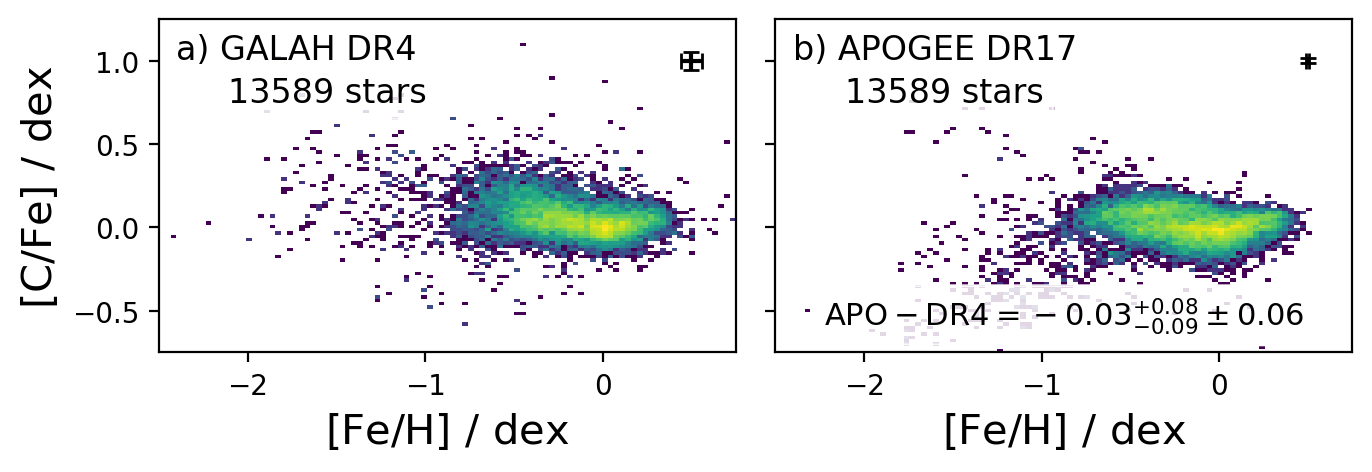 a) GALAH DR4
13589 stars
b) APOGEE DR17
13589 stars
1.0
0.5
0.0
−0.5
[C/Fe] / dex
APO − DR4 = − 0.03 +0.08 −0.09 ± 0.06
−2 −1 0
−2 −1 0
[Fe/H] / dex
[Fe/H] / dex